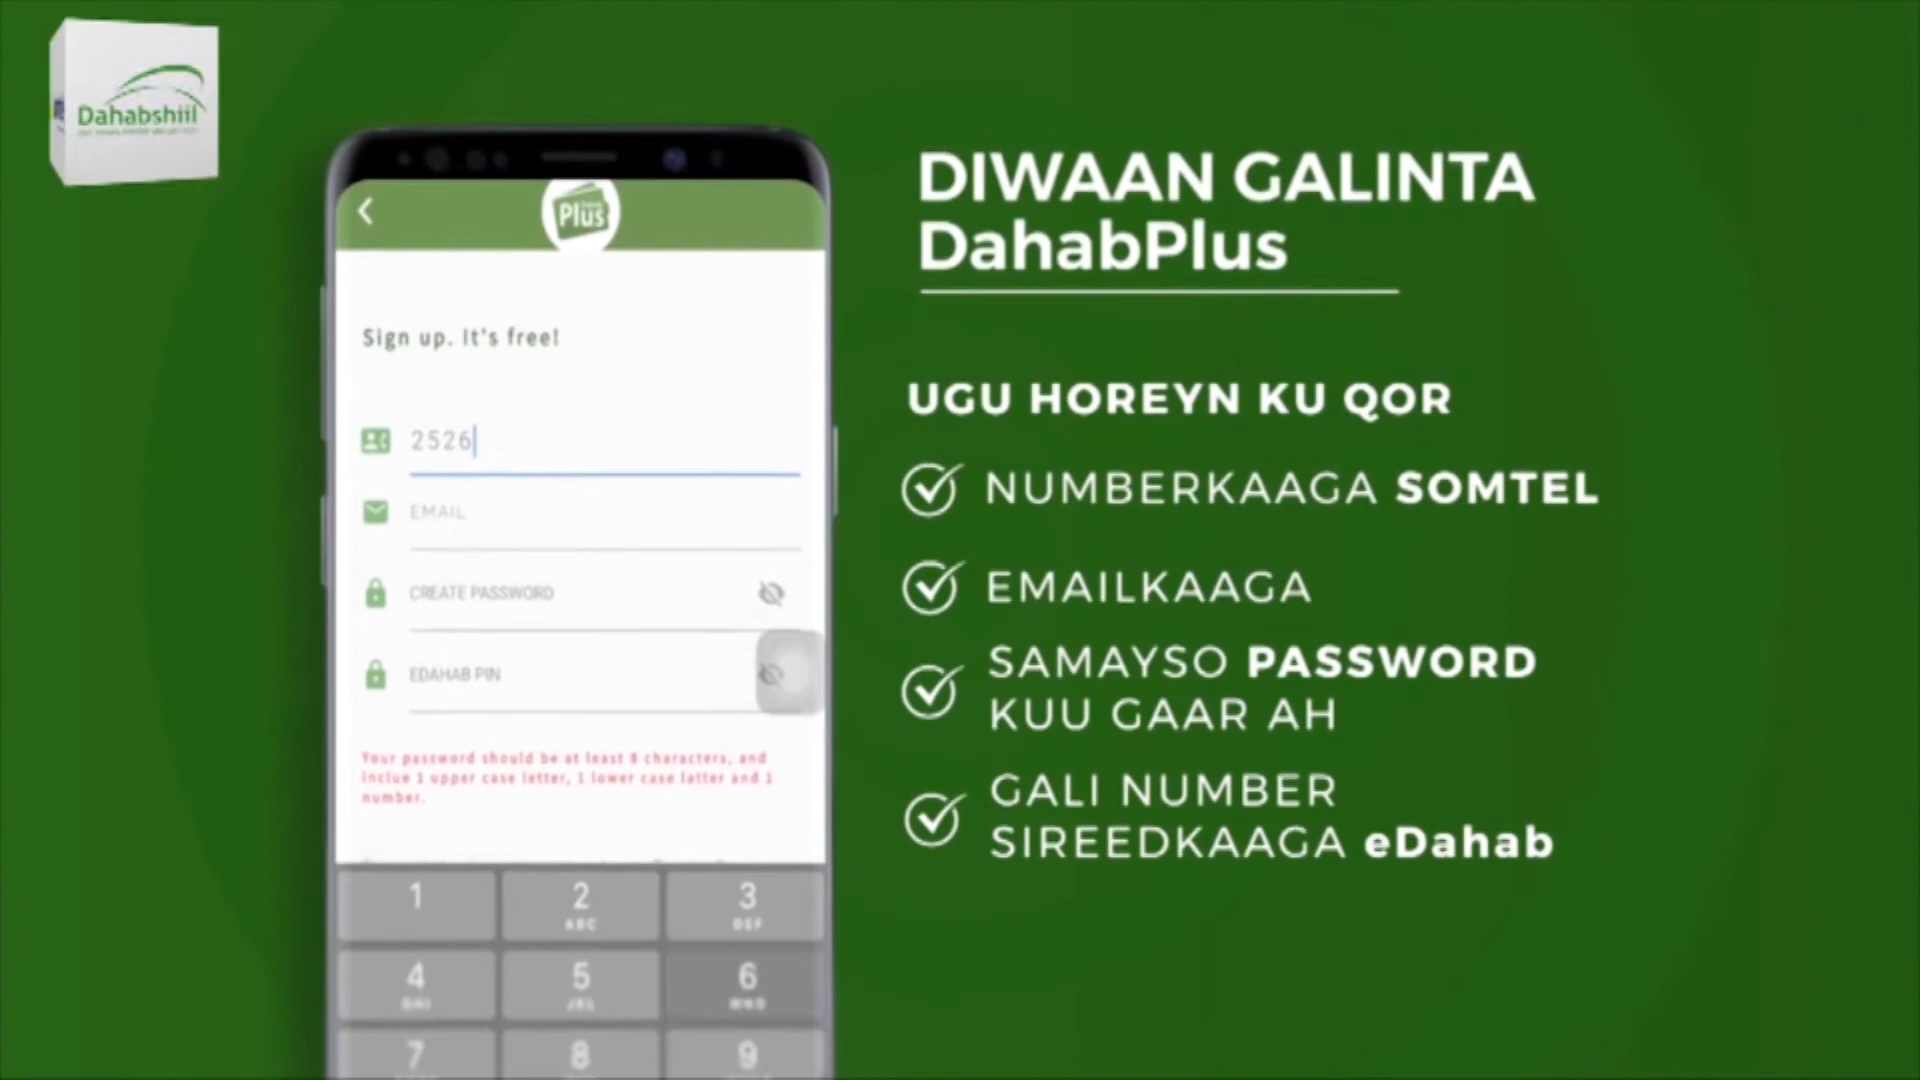 Dahabshiil
Plus
Sign up. It's free!
2526
EMAIL
CREATE PASSWORD
EDAHAB PIN
Your password should be at least 8 characters, and
inclue 1 upper case letter, 1 lower case latter and 1
number.
1
2
ABC
3
DEF
4
GHI
5
JKL
6
MNO
7
8
9
DIWAAN GALINTA
DahabPlus
UGU HOREYN KU QOR
NUMBERKAAGA SOMTEL
EMAILKAAGA
SAMAYSO PASSWORD
KUU GAAR AH
GALI NUMBER
SIREEDKAAGA eDahab